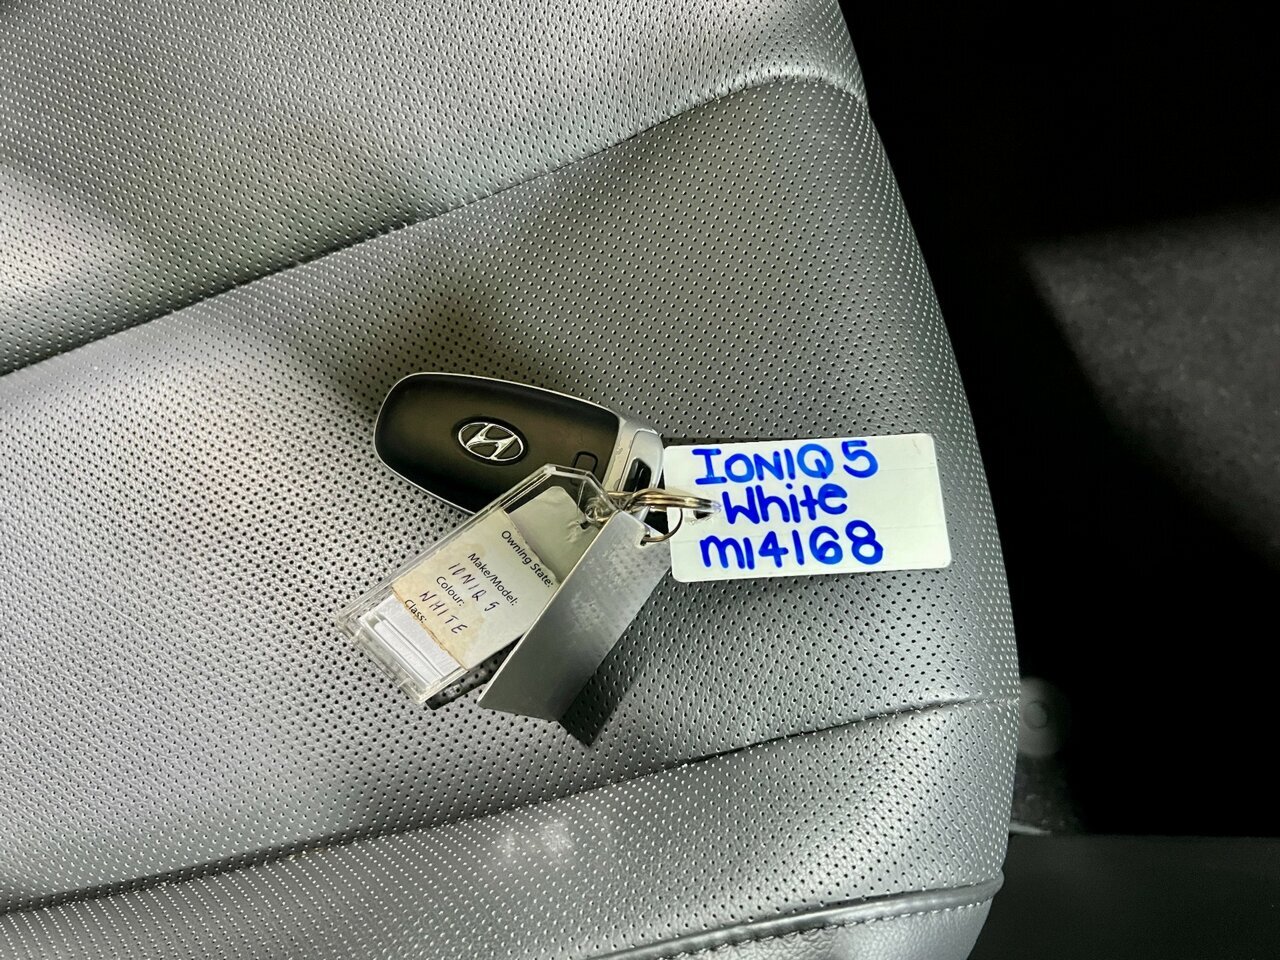 IONIQ 5
White
m14168
Owning State:
Make/Model:
IONIQ 5
Colour:
WHITE
Class: